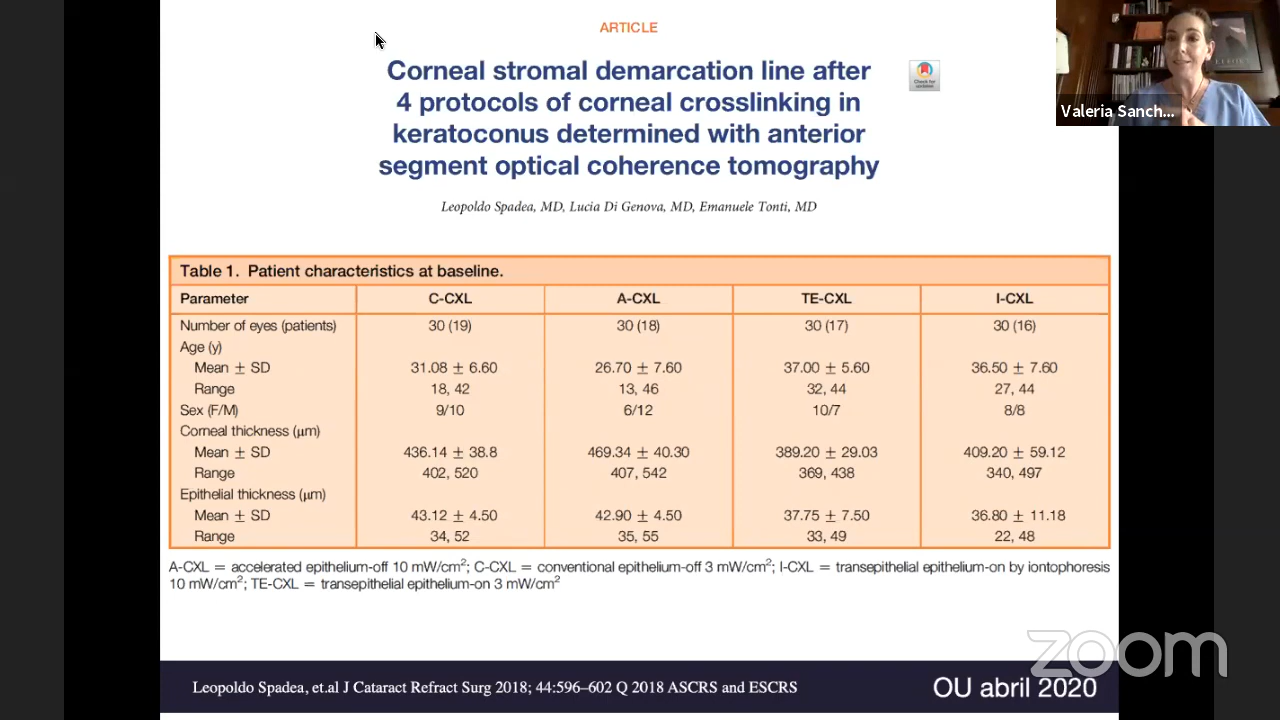 ARTICLE
Corneal stromal demarcation line after
4 protocols of corneal crosslinking in
keratoconus determined with anterior
segment optical coherence tomography
Check for
updates
Valeria Sanch...
Leopoldo Spadea, MD, Lucia Di Genova, MD, Emanuele Tonti, MD
Table 1. Patient characteristics at baseline.
Parameter C-CXL A-CXL TE-CXL I-CXL
Number of eyes (patients) 30 (19) 30 (18) 30 (17) 30 (16)
Age (y)
Mean ± SD 31.08 ± 6.60 26.70 ± 7.60 37.00 ± 5.60 36.50 ± 7.60
Range 18, 42 13, 46 32, 44 27, 44
Sex (F/M) 9/10 6/12 10/7 8/8
Corneal thickness (μm)
Mean ± SD 436.14 ± 38.8 469.34 ± 40.30 389.20 ± 29.03 409.20 ± 59.12
Range 402, 520 407, 542 369, 438 340, 497
Epithelial thickness (μm)
Mean ± SD 43.12 ± 4.50 42.90 ± 4.50 37.75 ± 7.50 36.80 ± 11.18
Range 34, 52 35, 55 33, 49 22, 48
A-CXL = accelerated epithelium-off 10 mW/cm²; C-CXL = conventional epithelium-off 3 mW/cm²; I-CXL = transepithelial epithelium-on by iontophoresis
10 mW/cm²; TE-CXL = transepithelial epithelium-on 3 mW/cm²
zoom
Leopoldo Spadea, et.al J Cataract Refract Surg 2018; 44:596–602 Q 2018 ASCRS and ESCRS
OU abril 2020